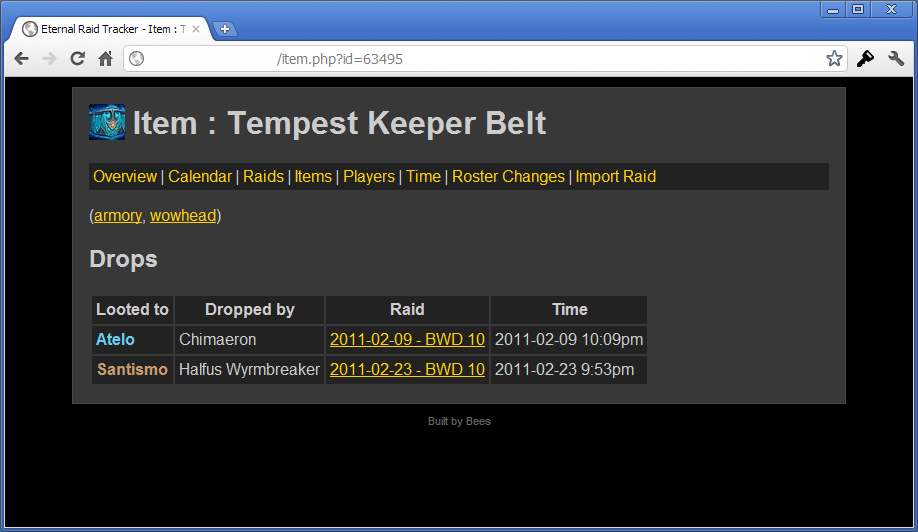 Eternal Raid Tracker - Item : T
/item.php?id=63495
Item : Tempest Keeper Belt
Overview | Calendar | Raids | Items | Players | Time | Roster Changes | Import Raid
(armory, wowhead)
Drops
Looted to Dropped by Raid Time
Atelo Chimaeron 2011-02-09 - BWD 10 2011-02-09 10:09pm
Santismo Halfus Wyrmbreaker 2011-02-23 - BWD 10 2011-02-23 9:53pm
Built by Bees